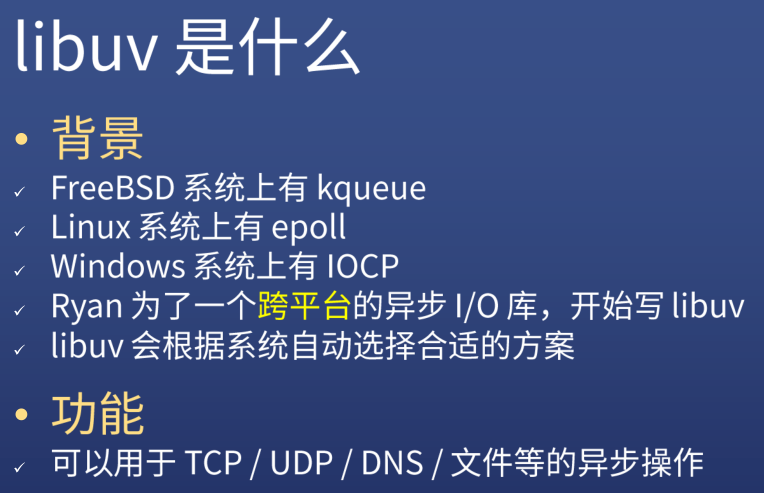 libuv 是什么
• 背景
✓ FreeBSD 系统上有 kqueue
✓ Linux 系统上有 epoll
✓ Windows 系统上有 IOCP
✓ Ryan 为了一个跨平台的异步 I/O 库，开始写 libuv
✓ libuv 会根据系统自动选择合适的方案
• 功能
✓ 可以用于 TCP / UDP / DNS / 文件等的异步操作